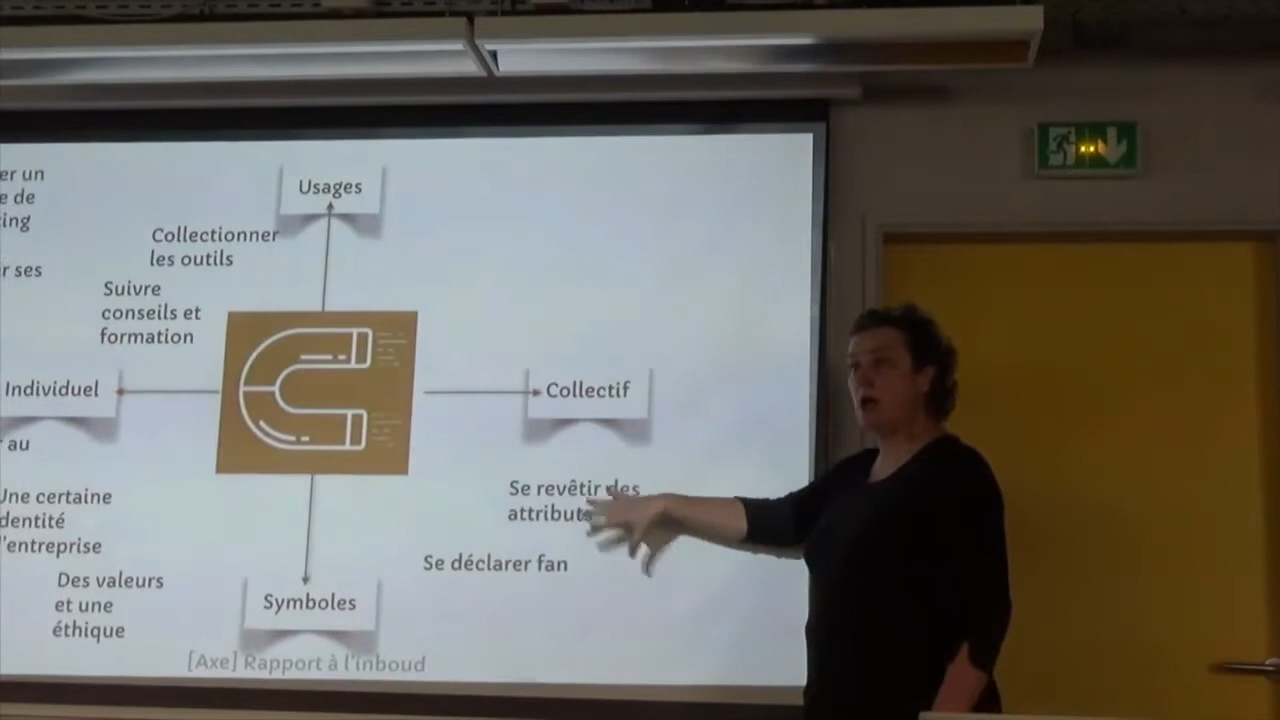 er un
e de
ing
r ses
Usages
Collectionner
les outils
Suivre
conseils et
formation
Individuel
Collectif
au
Une certaine
dentité
l'entreprise
Se revêtir des
attributs
Se déclarer fan
Des valeurs
et une
éthique
Symboles
[Axe] Rapport à l'inboud